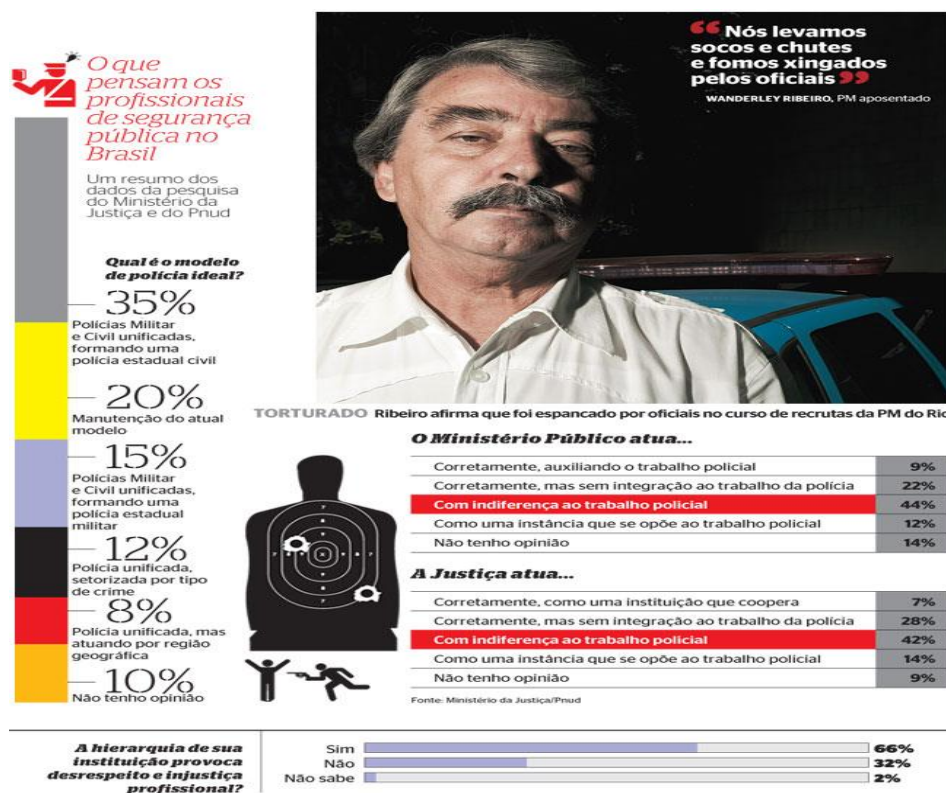 O que
pensam os
profissionais
de segurança
pública no
Brasil
Um resumo dos
dados da pesquisa
do Ministério da
Justiça e do Pnud
“Nós levamos
socos e chutes
e fomos xingados
pelos oficiais”
WANDERLEY RIBEIRO, PM aposentado
TORTURADO Ribeiro afirma que foi espancado por oficiais no curso de recrutas da PM do Rio
Qual é o modelo
de polícia ideal?
35%
Polícias Militar
e Civil unificadas,
formando uma
polícia estadual civil
20%
Manutenção do atual
modelo
15%
Polícias Militar
e Civil unificadas,
formando uma
polícia estadual
militar
12%
Polícia unificada,
setorizada por tipo
de crime
8%
Polícia unificada, mas
atuando por região
geográfica
10%
Não tenho opinião
O Ministério Público atua...
Corretamente, auxiliando o trabalho policial 9%
Corretamente, mas sem integração ao trabalho da polícia 22%
Com indiferença ao trabalho policial 44%
Como uma instância que se opõe ao trabalho policial 12%
Não tenho opinião 14%
A Justiça atua...
Corretamente, como uma instituição que coopera 7%
Corretamente, mas sem integração ao trabalho da polícia 28%
Com indiferença ao trabalho policial 42%
Como uma instância que se opõe ao trabalho policial 14%
Não tenho opinião 9%
Fonte: Ministério da Justiça/Pnud
A hierarquia de sua
instituição provoca
desrespeito e injustiça
profissional?
Sim 66%
Não 32%
Não sabe 2%